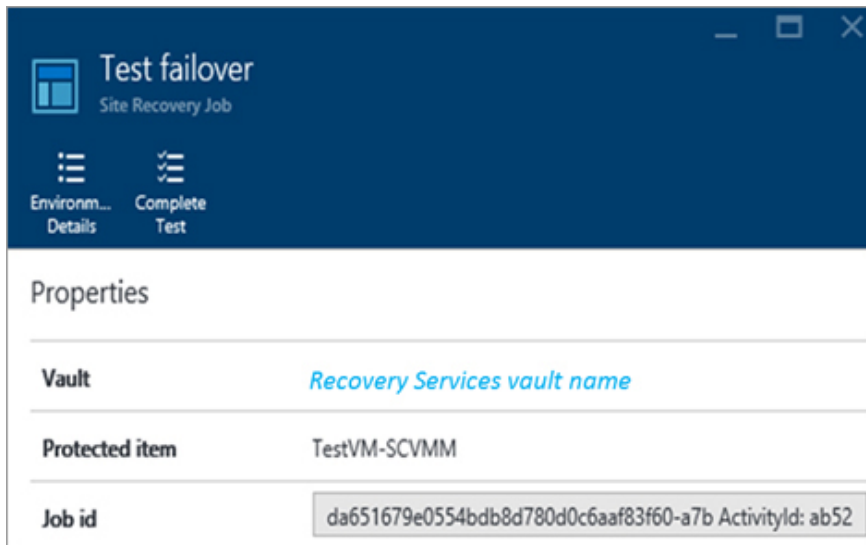 Test failover
Site Recovery Job
Environm... Complete
Details Test
Properties
Vault Recovery Services vault name
Protected item TestVM-SCVMM
Job id da651679e0554bdb8d780d0c6aaf83f60-a7b ActivityId: ab52